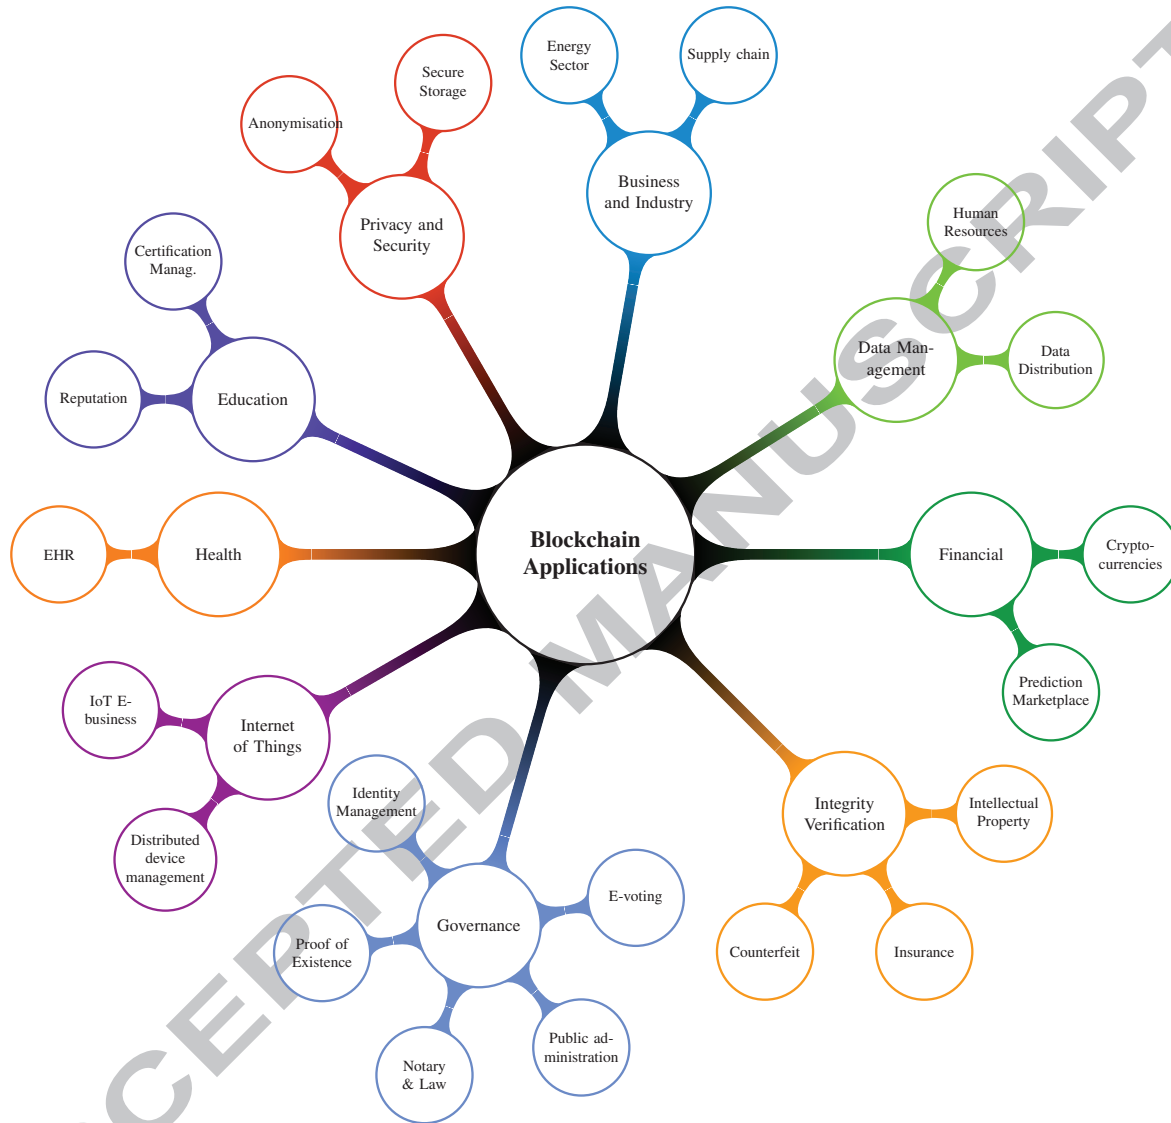 Energy
Sector
Supply chain
Secure
Storage
Anonymisation
Business
and Industry
Privacy and
Security
Human
Resources
Certification
Manag.
Data Man-
agement
Data
Distribution
Reputation
Education
Blockchain
Applications
EHR
Health
Financial
Crypto-
currencies
Prediction
Marketplace
IoT E-
business
Internet
of Things
Distributed
device
management
Identity
Management
Integrity
Verification
Intellectual
Property
E-voting
Governance
Proof of
Existence
Counterfeit
Insurance
Public ad-
ministration
Notary
& Law
CEPTED MANUSCRIPT